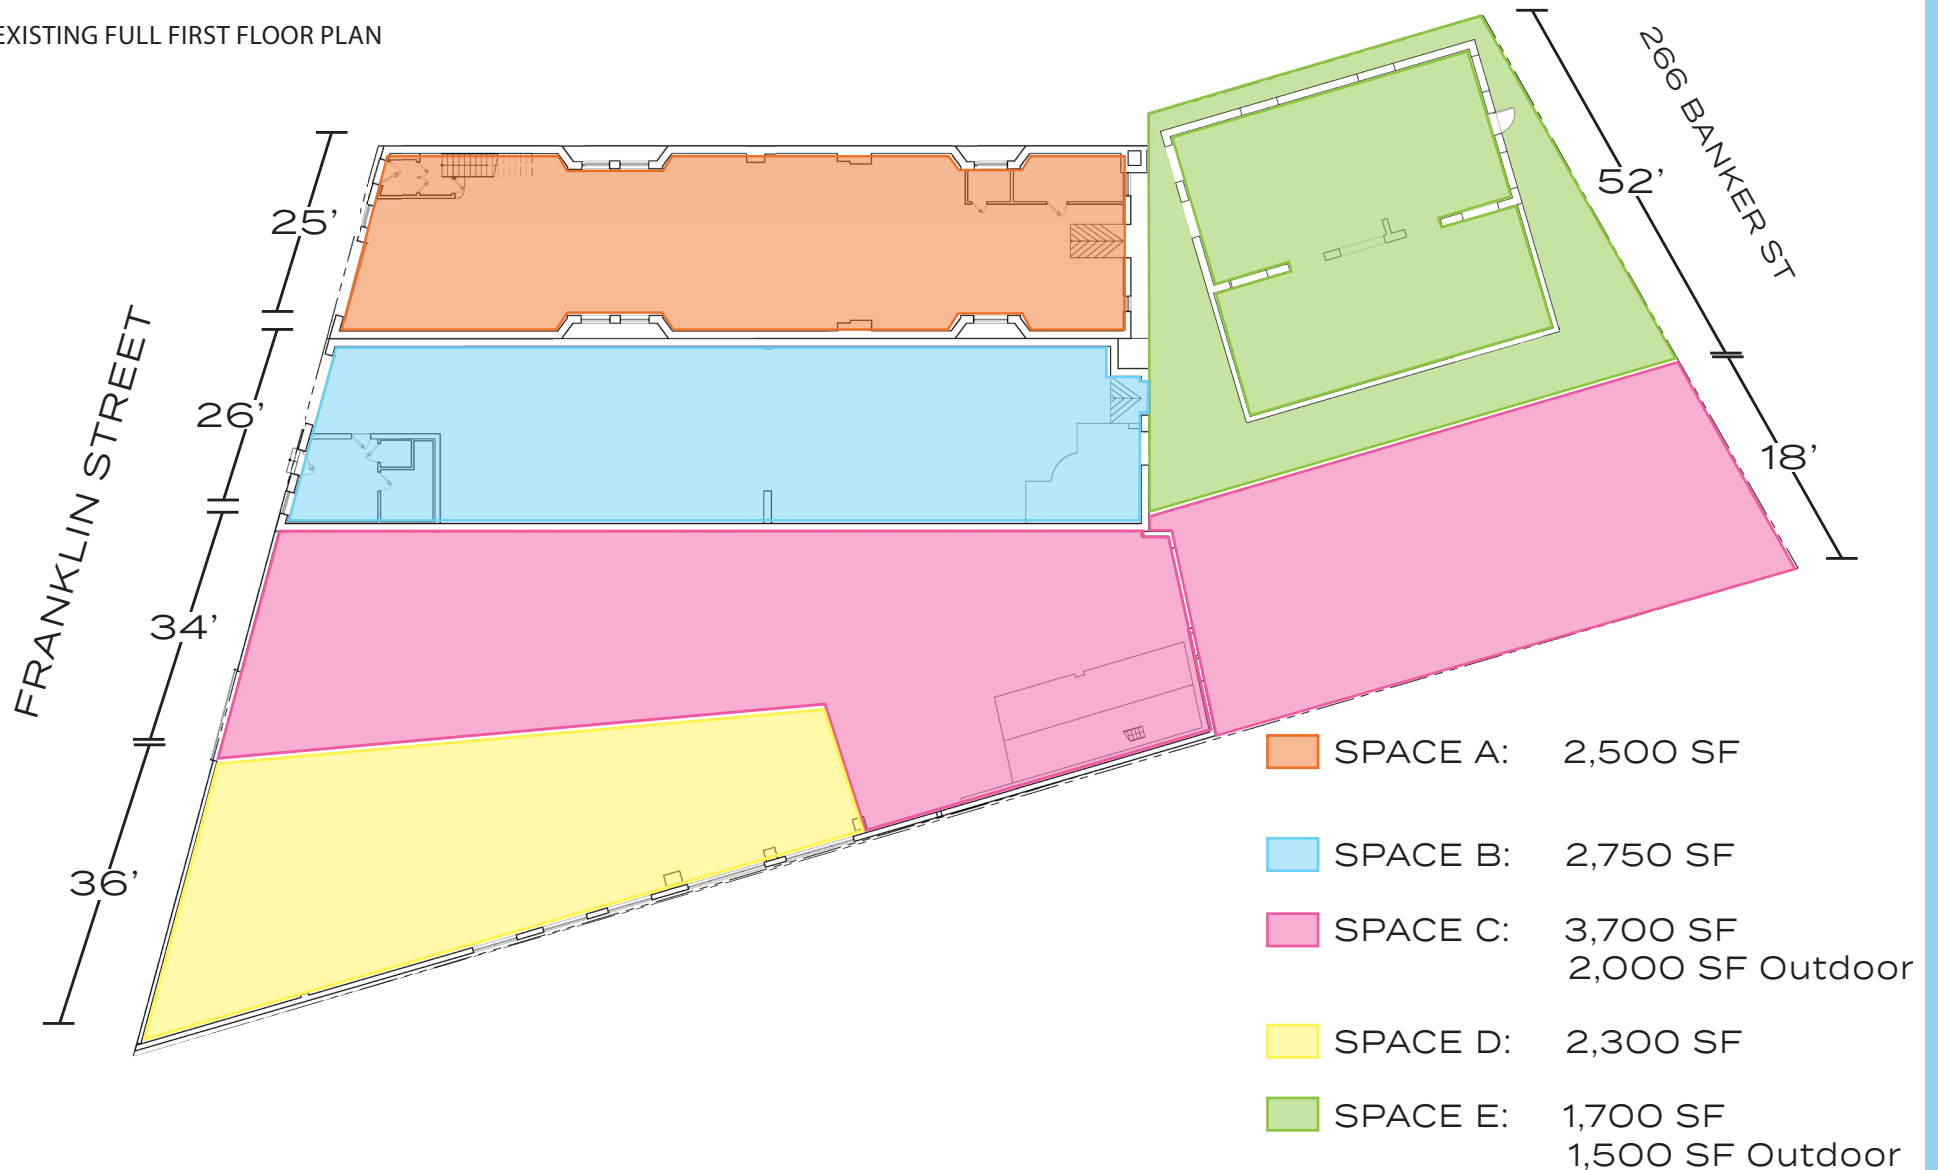 EXISTING FULL FIRST FLOOR PLAN
266 BANKER ST
52’
18’
FRANKLIN STREET
25’
26’
34’
36’
SPACE A: 2,500 SF
SPACE B: 2,750 SF
SPACE C: 3,700 SF
2,000 SF Outdoor
SPACE D: 2,300 SF
SPACE E: 1,700 SF
1,500 SF Outdoor